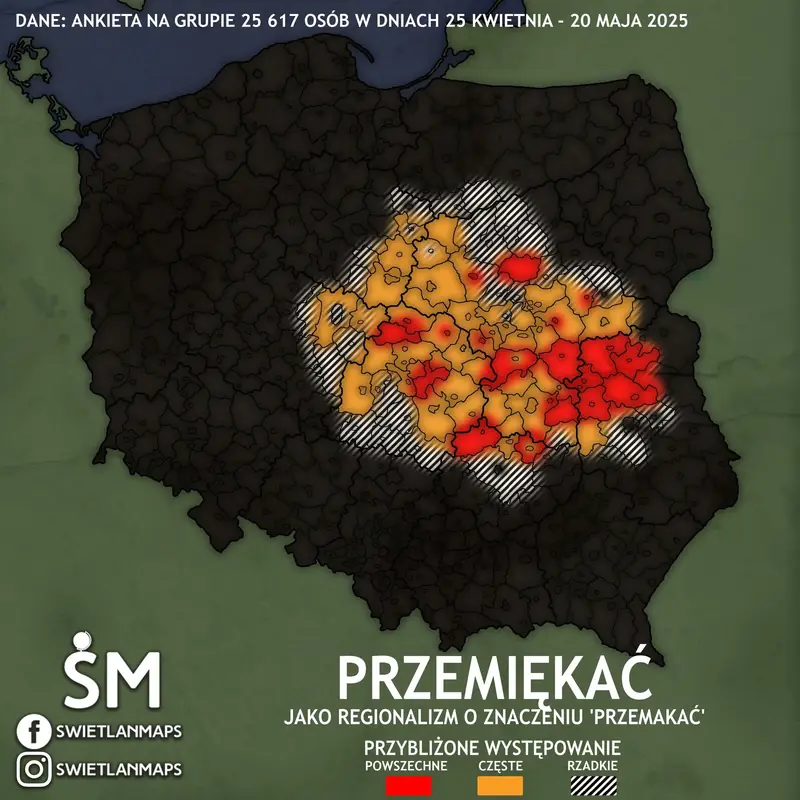 DANE: ANKIETA NA GRUPIE 25 617 OSÓB W DNIACH 25 KWIETNIA - 20 MAJA 2025
PRZEMIĘKAĆ
JAKO REGIONALIZM O ZNACZENIU 'PRZEMAKAĆ'
PRZYBLIŻONE WYSTĘPOWANIE
POWSZECHNE CZĘSTE RZADKIE
ŚM
SWIETLANMAPS
SWIETLANMAPS